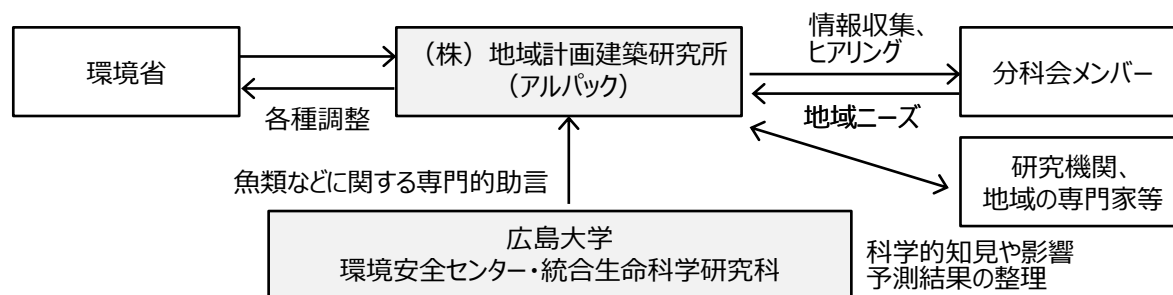 環境省
(株)地域計画建築研究所
(アルパック)
情報収集、
ヒアリング
分科会メンバー
各種調整
地域ニーズ
魚類などに関する専門的助言
研究機関、
地域の専門家等
広島大学
環境安全センター・統合生命科学研究科
科学的知見や影響
予測結果の整理